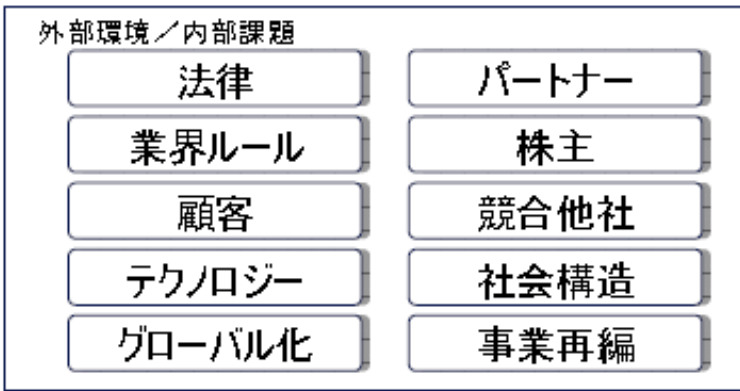 外部環境／内部課題
法律
パートナー
業界ルール
株主
顧客
競合他社
テクノロジー
社会構造
グローバル化
事業再編